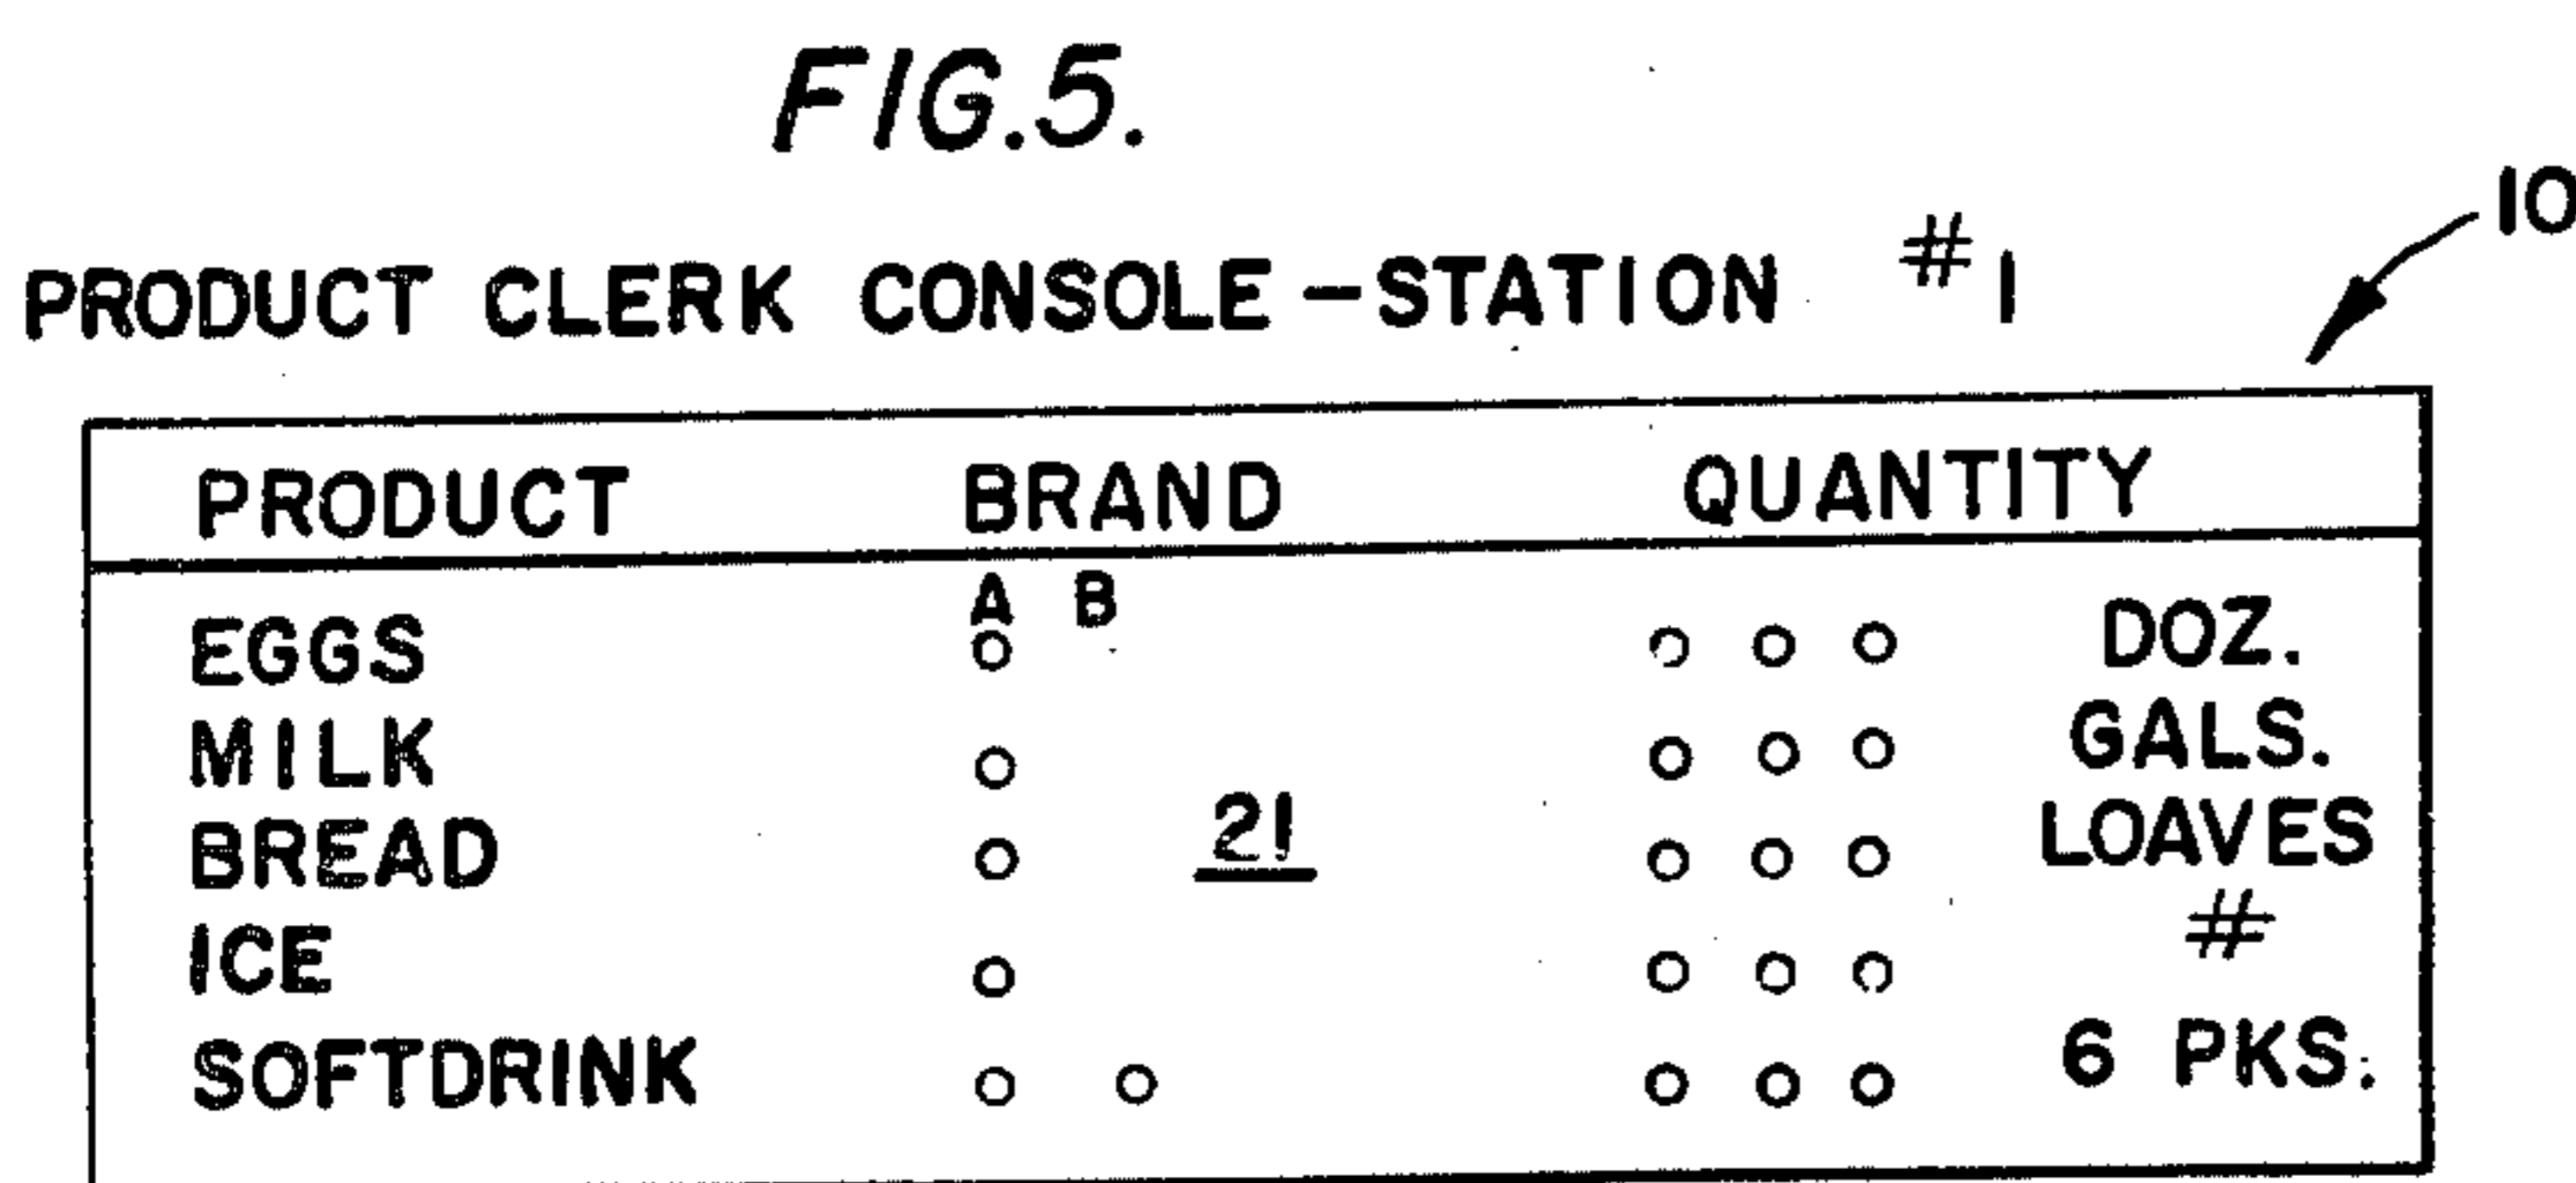 FIG.5.
10
PRODUCT CLERK CONSOLE-STATION #1
PRODUCT BRAND QUANTITY
A B
EGGS DOZ.
MILK GALS.
BREAD 21 LOAVES
ICE #
SOFTDRINK 6 PKS.